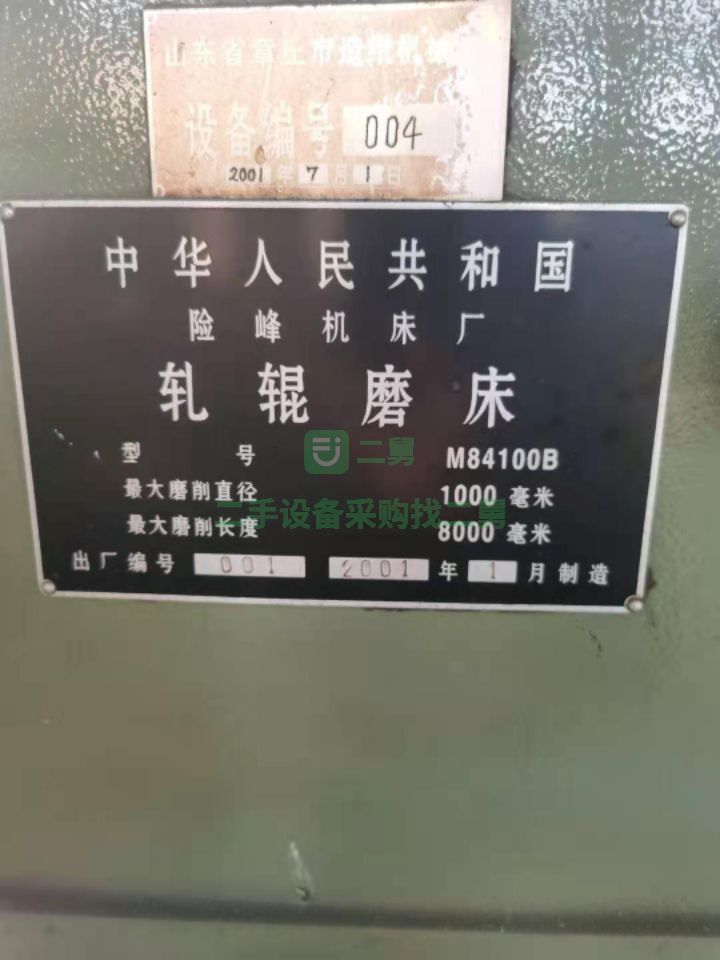 山东省章丘市造纸机械
设备编号 004
2001 年 7 月 1 日
中华人民共和国
险峰机床厂
轧辊磨床
型号 M84100B
二舅
最大磨削直径 1000 毫米
二手设备采购找二舅
最大磨削长度 8000 毫米
出厂编号 001 2001 年 1 月制造